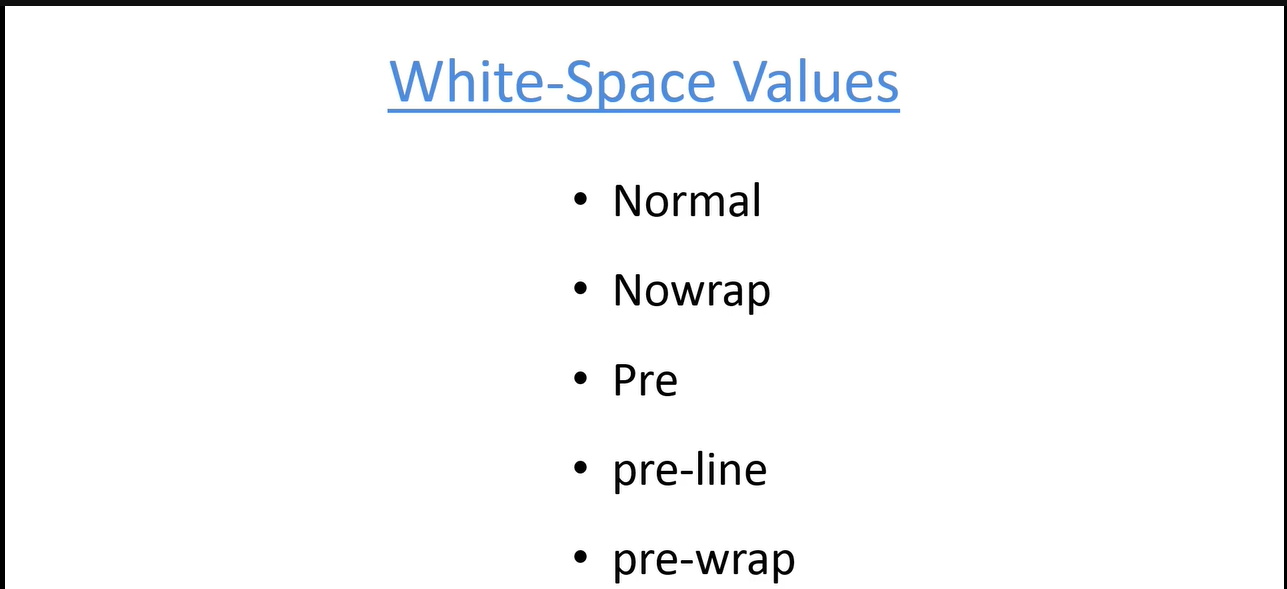 White-Space Values
• Normal
• Nowrap
• Pre
• pre-line
• pre-wrap